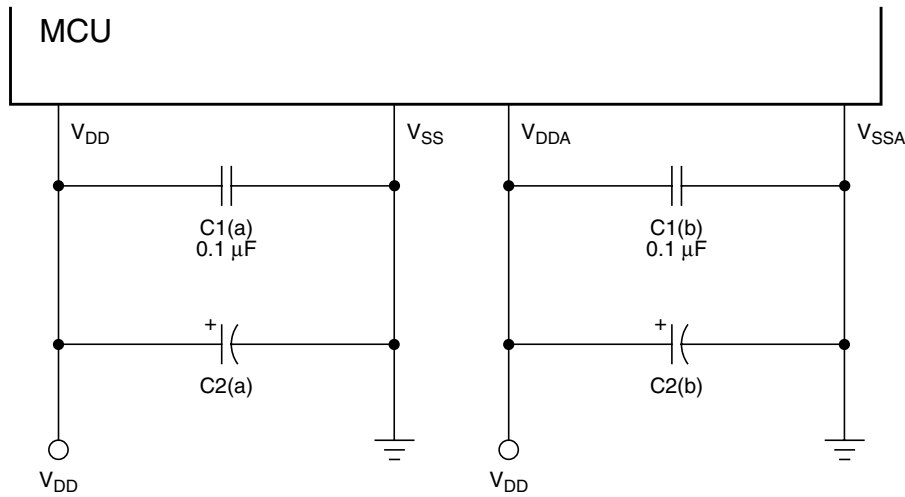 MCU
VDD
VSS
VDDA
VSSA
C1(a)
0.1 µF
C1(b)
0.1 µF
+
C2(a)
+
C2(b)
VDD
VDD